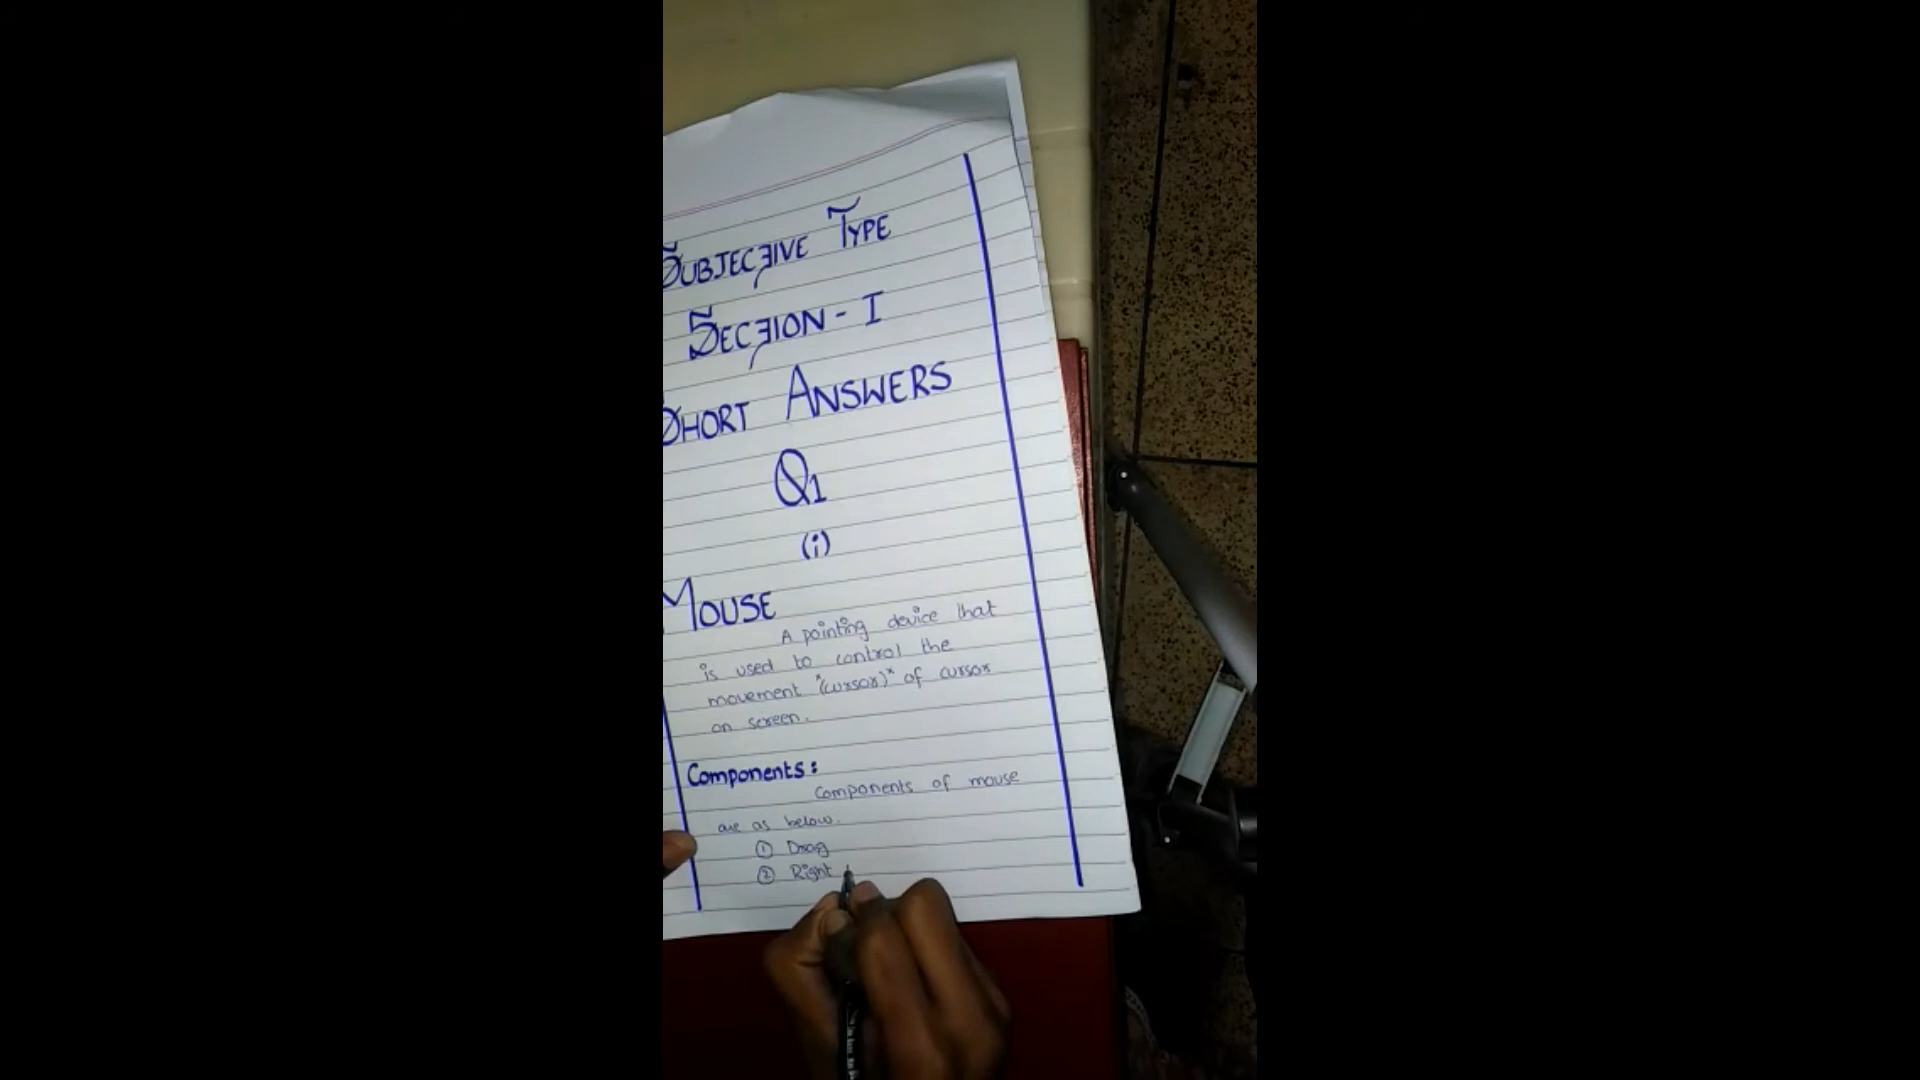 SUBJECTIVE TYPE
SECTION - I
SHORT ANSWERS
Q1
(i)
MOUSE
A pointing device that
is used to control the
movement "(cursor)" of cursor
on screen.
Components:
Components of mouse
are as below.
① Drag
② Right